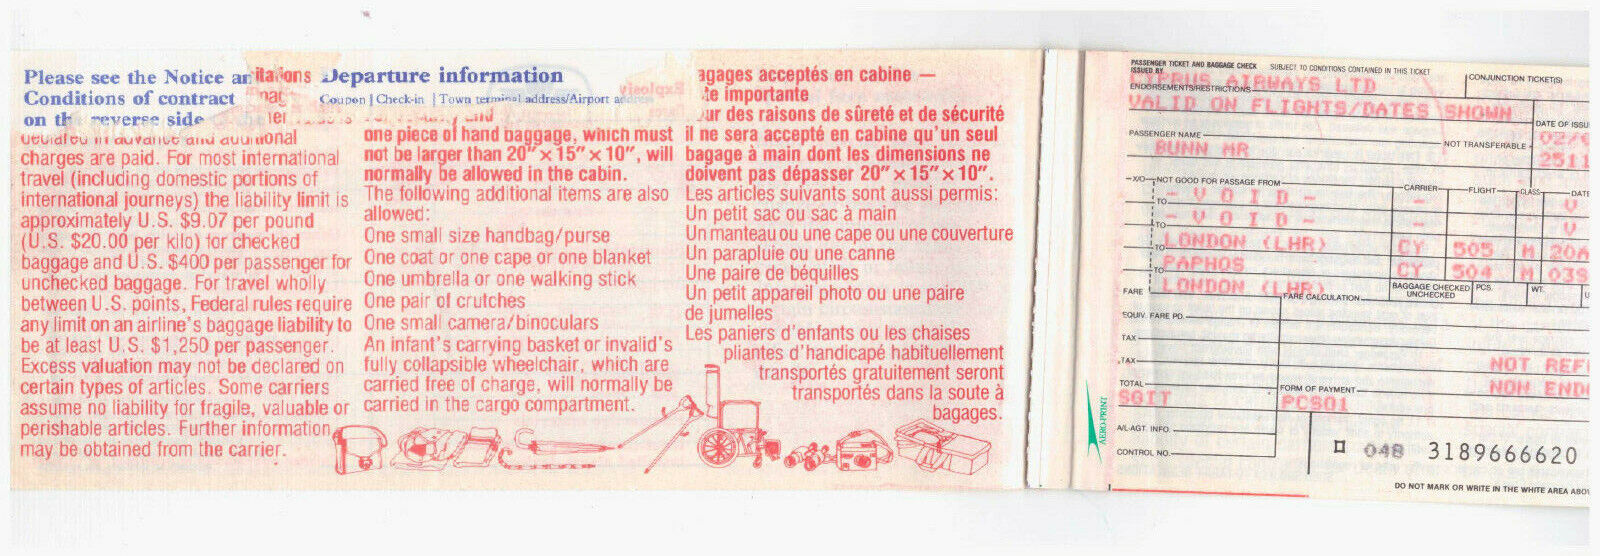 Please see the Notice an
Conditions of contract
on the reverse side
itations
declared in advance and additional
charges are paid. For most international
travel (including domestic portions of
international journeys) the liability limit is
approximately U.S. $9.07 per pound
(U.S. $20.00 per kilo) for checked
baggage and U.S. $400 per passenger for
unchecked baggage. For travel wholly
between U.S. points, Federal rules require
any limit on an airline's baggage liability to
be at least U.S. $1,250 per passenger.
Excess valuation may not be declared on
certain types of articles. Some carriers
assume no liability for fragile, valuable or
perishable articles. Further information
may be obtained from the carrier.
Departure information
Coupon | Check-in | Town terminal address/Airport address
one piece of hand baggage, which must
not be larger than 20″ × 15″ × 10″, will
normally be allowed in the cabin.
The following additional items are also
allowed:
One small size handbag/purse
One coat or one cape or one blanket
One umbrella or one walking stick
One pair of crutches
One small camera/binoculars
An infant's carrying basket or invalid's
fully collapsible wheelchair, which are
carried free of charge, will normally be
carried in the cargo compartment.
agages acceptés en cabine —
te importante
ur des raisons de sûreté et de sécurité
il ne sera accepté en cabine qu'un seul
bagage à main dont les dimensions ne
doivent pas dépasser 20″ × 15″ × 10″.
Les articles suivants sont aussi permis:
Un petit sac ou sac à main
Un manteau ou une cape ou une couverture
Un parapluie ou une canne
Une paire de béquilles
Un petit appareil photo ou une paire
de jumelles
Les paniers d'enfants ou les chaises
pliantes d'handicapé habituellement
transportés gratuitement seront
transportés dans la soute à
bagages.
PASSENGER TICKET AND BAGGAGE CHECK SUBJECT TO CONDITIONS CONTAINED IN THIS TICKET
ISSUED BY CYPRUS AIRWAYS LTD CONJUNCTION TICKET(S)
ENDORSEMENTS/RESTRICTIONS
VALID ON FLIGHTS/DATES SHOWN
DATE OF ISSU
PASSENGER NAME NOT TRANSFERABLE 02/
BUNN MR 2511
X/O NOT GOOD FOR PASSAGE FROM CARRIER FLIGHT CLASS DATE
- V O I D - - V
TO - V O I D - - V
TO LONDON (LHR) CY 505 M 20A
TO PAPHOS CY 504 M 03S
TO LONDON (LHR) BAGGAGE CHECKED UNCHECKED PCS. WT. U
FARE FARE CALCULATION
EQUIV. FARE PD.
TAX
TAX NOT REF
TOTAL FORM OF PAYMENT NON END
SGIT PCS01
A/L-AGT. INFO.
CONTROL NO. 048 3189666620
DO NOT MARK OR WRITE IN THE WHITE AREA ABO
AERO-PRINT